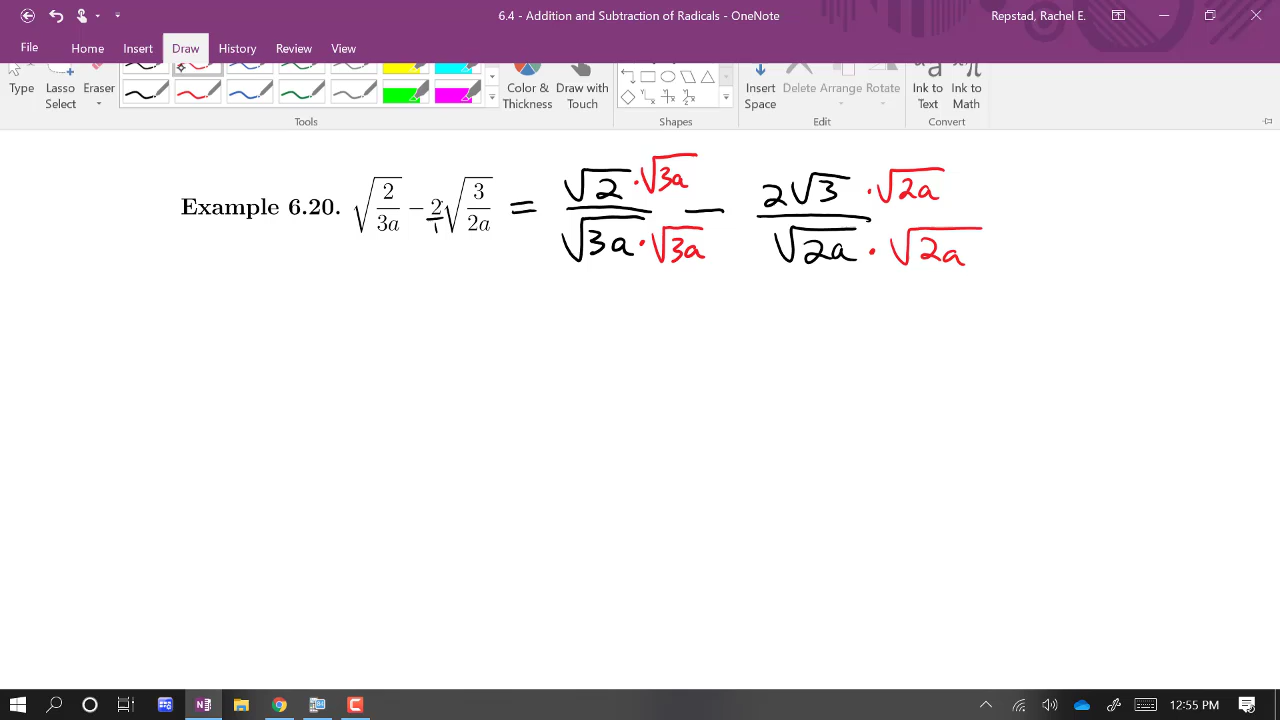 6.4 - Addition and Subtraction of Radicals - OneNote
Repstad, Rachel E.
File Home Insert Draw History Review View
Type Lasso Select Eraser Color & Thickness Draw with Touch Insert Space Delete Arrange Rotate Ink to Text Ink to Math
Tools Shapes Edit Convert
Example 6.20. √(2/3a) − 2/1 √(3/2a) = (√2 · √3a)/(√3a · √3a) − (2√3 · √2a)/(√2a · √2a)
12:55 PM